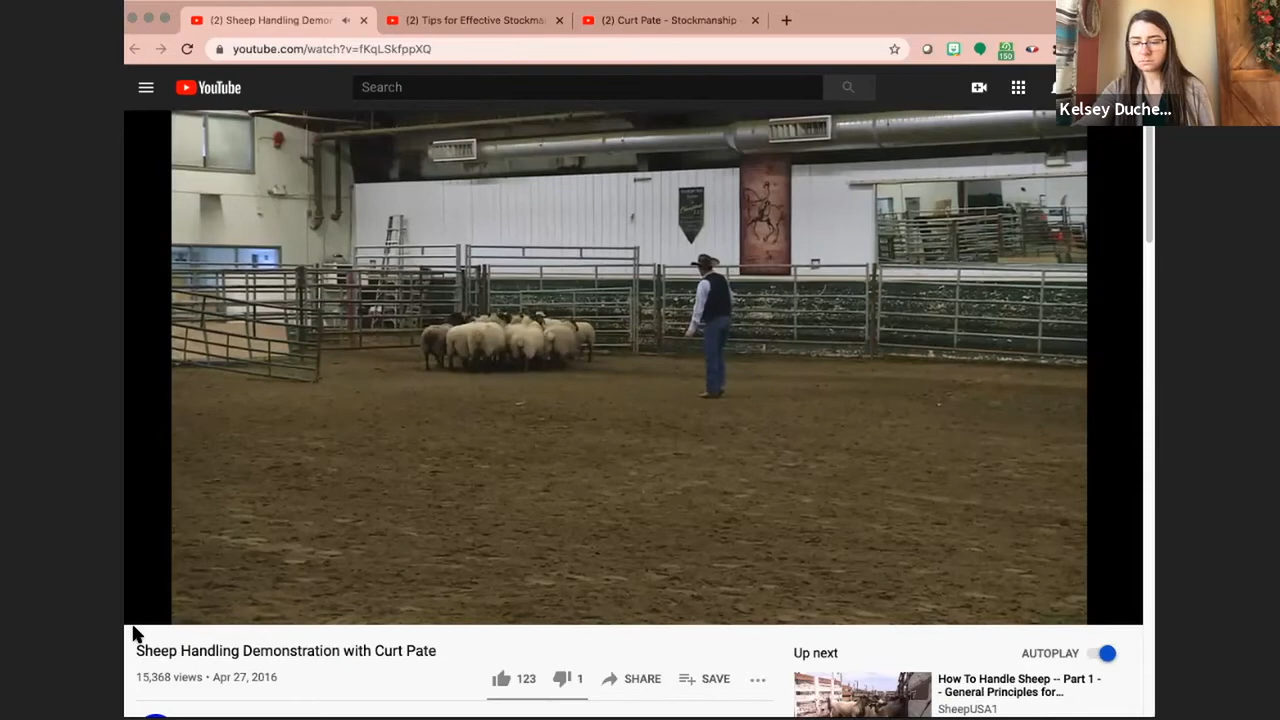 (2) Sheep Handling Demon
(2) Tips for Effective Stockma
(2) Curt Pate - Stockmanship
youtube.com/watch?v=fKqLSkfppXQ
150
YouTube
Search
Kelsey Duche...
Sheep Handling Demonstration with Curt Pate
15,368 views • Apr 27, 2016
123
1
SHARE
SAVE
Up next
AUTOPLAY
How To Handle Sheep -- Part 1 -
- General Principles for...
SheepUSA1